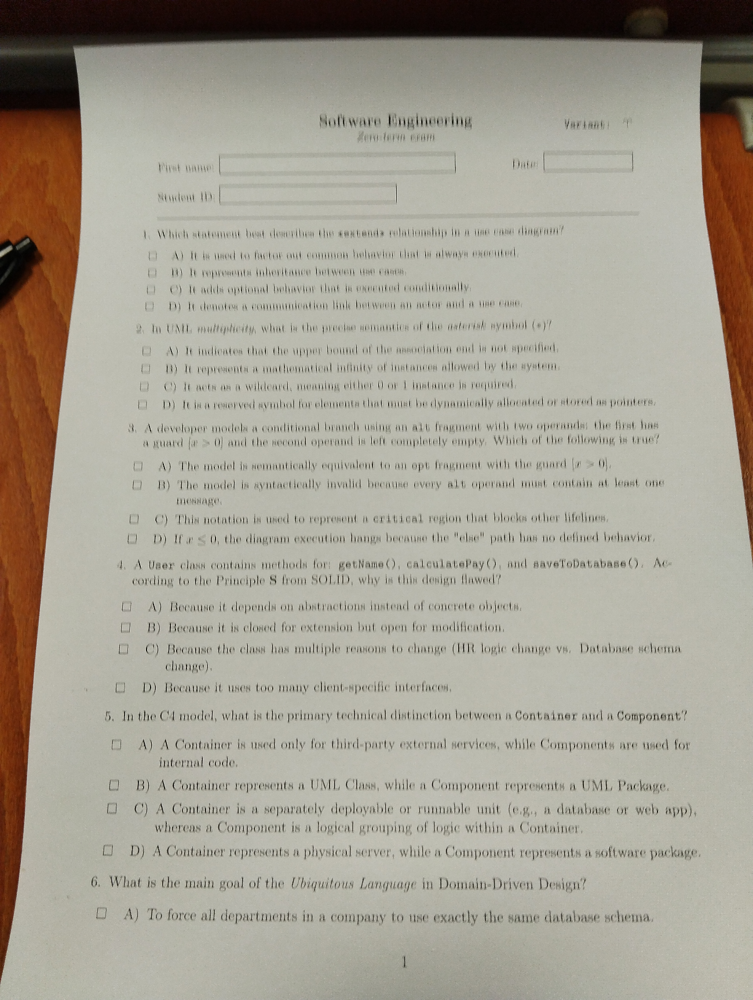 Software Engineering
Variant:
Zero-term exam
First name:
Date:
Student ID:
1. Which statement best describes the «extend» relationship in a use case diagram?
☐ A) It is used to factor out common behavior that is always executed.
☐ B) It represents inheritance between use cases.
☐ C) It adds optional behavior that is executed conditionally.
☐ D) It denotes a communication link between an actor and a use case.
2. In UML multiplicity, what is the precise semantics of the asterisk symbol (*)?
☐ A) It indicates that the upper bound of the association end is not specified.
☐ B) It represents a mathematical infinity of instances allowed by the system.
☐ C) It acts as a wildcard, meaning either 0 or 1 instance is required.
☐ D) It is a reserved symbol for elements that must be dynamically allocated or stored as pointers.
3. A developer models a conditional branch using an alt fragment with two operands: the first has
a guard [x > 0] and the second operand is left completely empty. Which of the following is true?
☐ A) The model is semantically equivalent to an opt fragment with the guard [x > 0].
☐ B) The model is syntactically invalid because every alt operand must contain at least one
message.
☐ C) This notation is used to represent a critical region that blocks other lifelines.
☐ D) If x ≤ 0, the diagram execution hangs because the "else" path has no defined behavior.
4. A User class contains methods for: getName(), calculatePay(), and saveToDatabase(). Ac-
cording to the Principle S from SOLID, why is this design flawed?
☐ A) Because it depends on abstractions instead of concrete objects.
☐ B) Because it is closed for extension but open for modification.
☐ C) Because the class has multiple reasons to change (HR logic change vs. Database schema
change).
☐ D) Because it uses too many client-specific interfaces.
5. In the C4 model, what is the primary technical distinction between a Container and a Component?
☐ A) A Container is used only for third-party external services, while Components are used for
internal code.
☐ B) A Container represents a UML Class, while a Component represents a UML Package.
☐ C) A Container is a separately deployable or runnable unit (e.g., a database or web app),
whereas a Component is a logical grouping of logic within a Container.
☐ D) A Container represents a physical server, while a Component represents a software package.
6. What is the main goal of the Ubiquitous Language in Domain-Driven Design?
☐ A) To force all departments in a company to use exactly the same database schema.
1